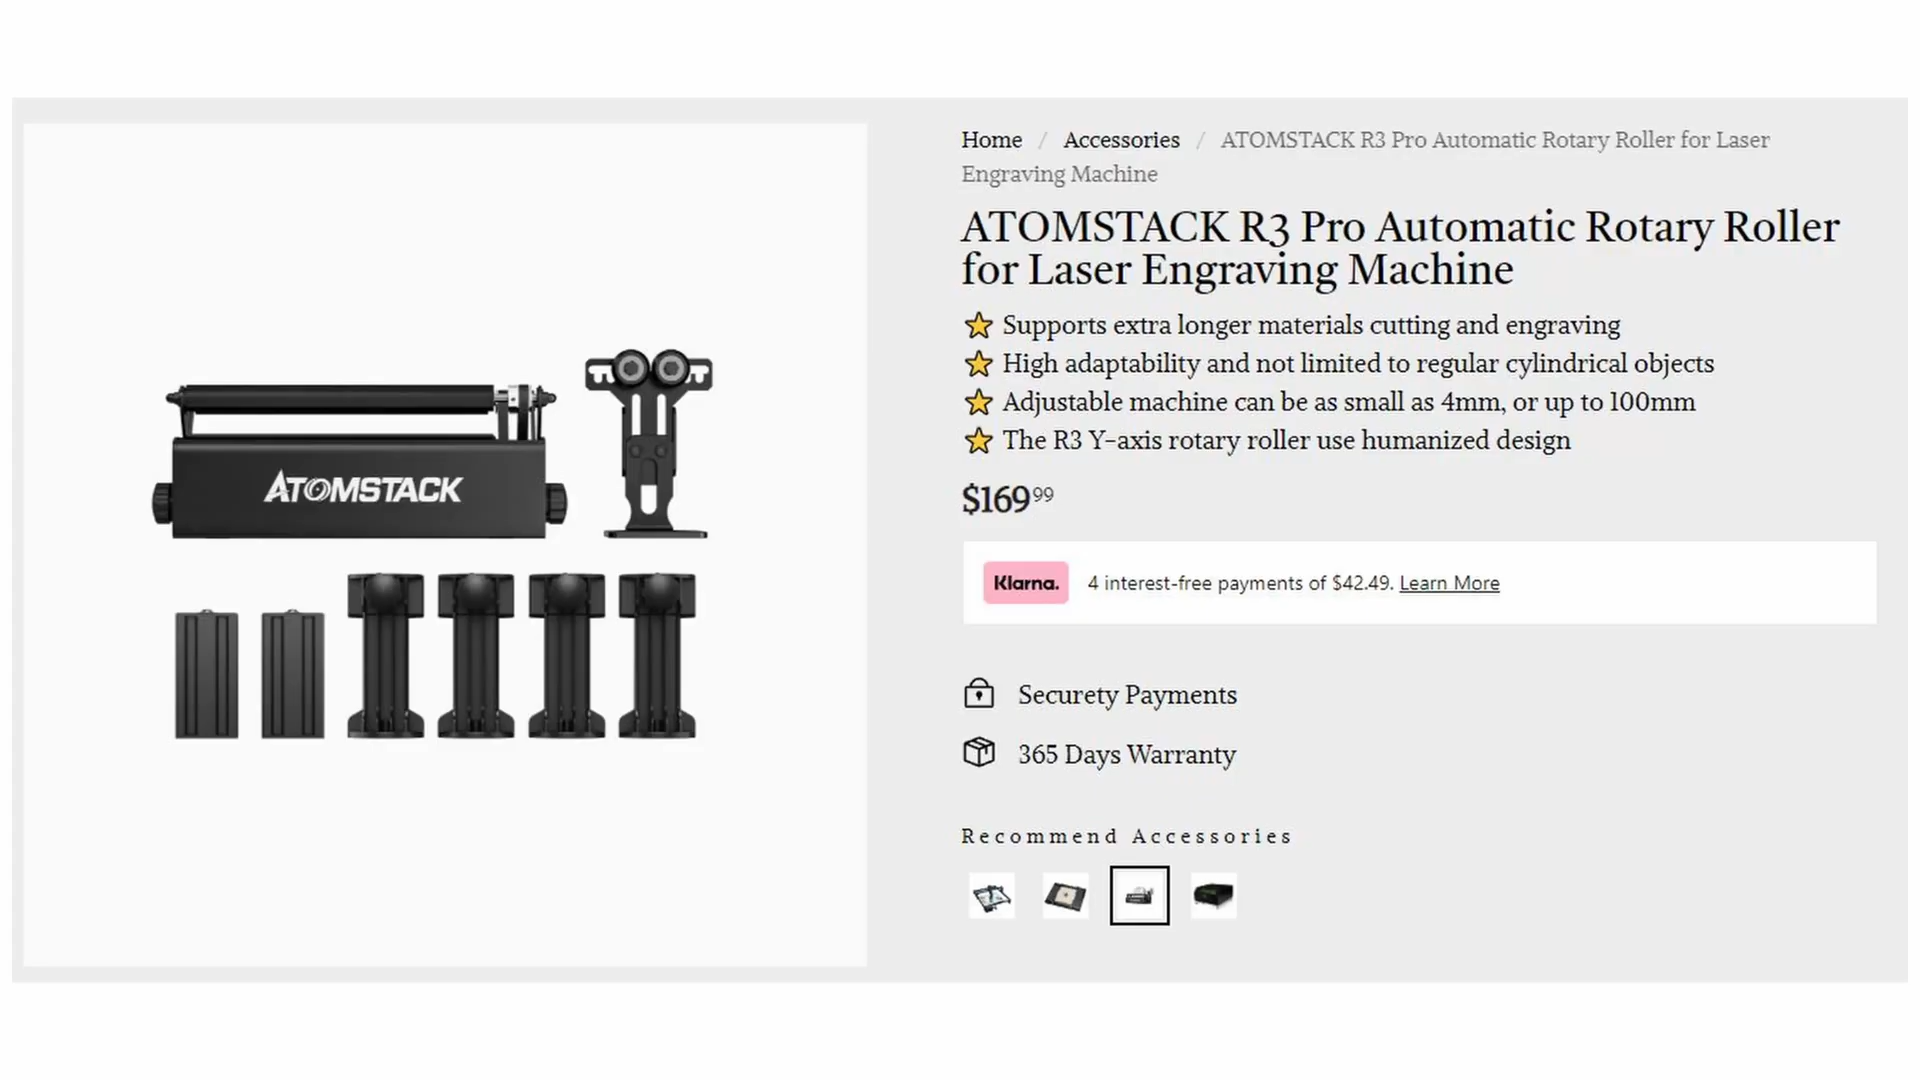 Home / Accessories / ATOMSTACK R3 Pro Automatic Rotary Roller for Laser
Engraving Machine
ATOMSTACK R3 Pro Automatic Rotary Roller
for Laser Engraving Machine
Supports extra longer materials cutting and engraving
High adaptability and not limited to regular cylindrical objects
Adjustable machine can be as small as 4mm, or up to 100mm
The R3 Y-axis rotary roller use humanized design
$169 99
Klarna. 4 interest-free payments of $42.49. Learn More
Securety Payments
365 Days Warranty
Recommend Accessories
ATOMSTACK